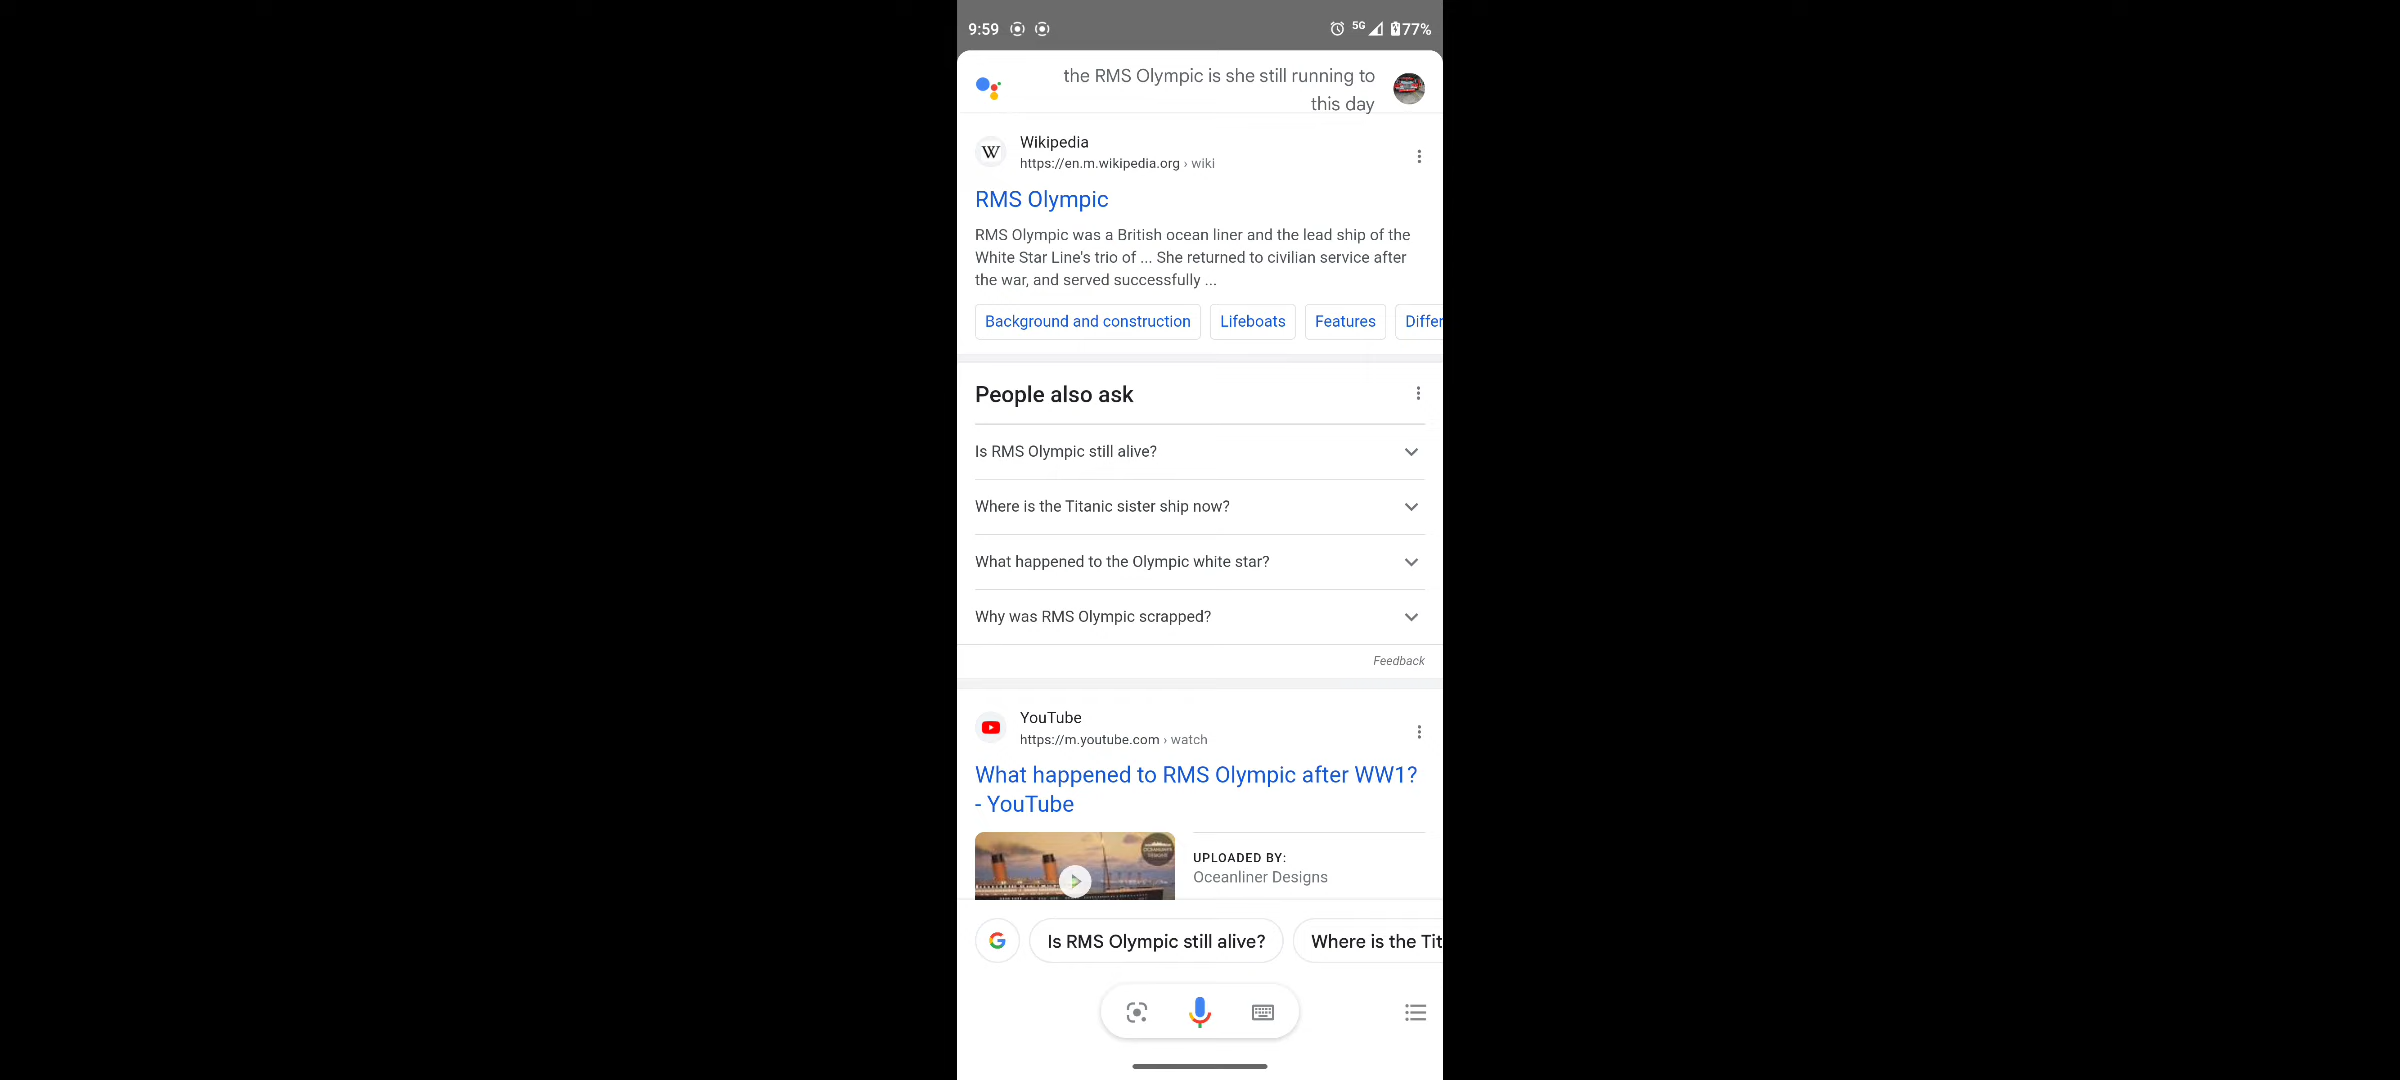 9:59 5G 77%
the RMS Olympic is she still running to
this day
W Wikipedia
https://en.m.wikipedia.org › wiki
RMS Olympic
RMS Olympic was a British ocean liner and the lead ship of the
White Star Line's trio of ... She returned to civilian service after
the war, and served successfully ...
Background and construction Lifeboats Features Differ
People also ask
Is RMS Olympic still alive?
Where is the Titanic sister ship now?
What happened to the Olympic white star?
Why was RMS Olympic scrapped?
Feedback
YouTube
https://m.youtube.com › watch
What happened to RMS Olympic after WW1?
- YouTube
UPLOADED BY:
Oceanliner Designs
G Is RMS Olympic still alive? Where is the Tit